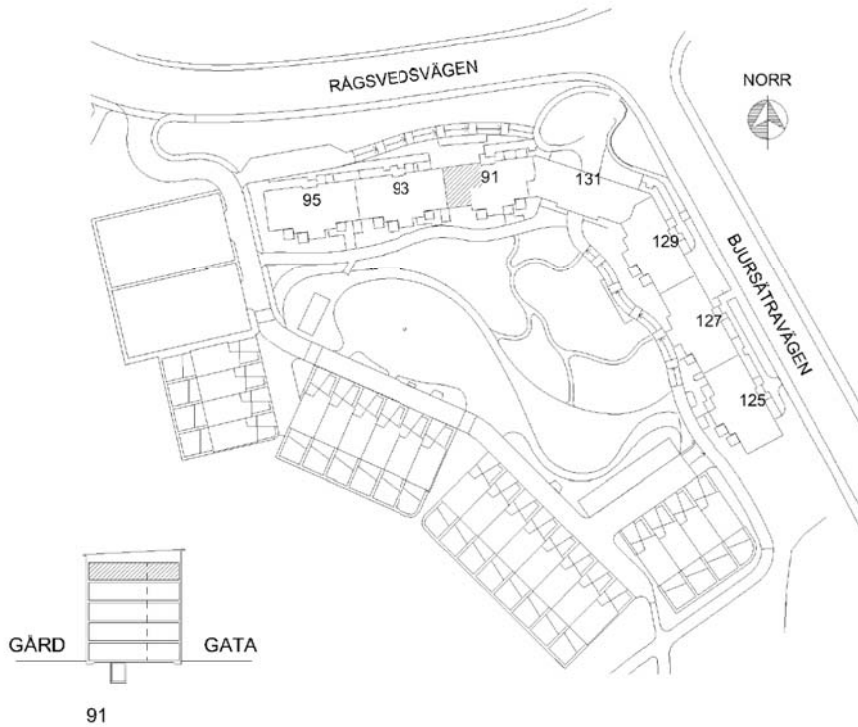 RÅGSVEDSVÄGEN
NORR
91
131
93
95
129
BJURSÄTRAVÄGEN
127
125
GÅRD
GATA
91